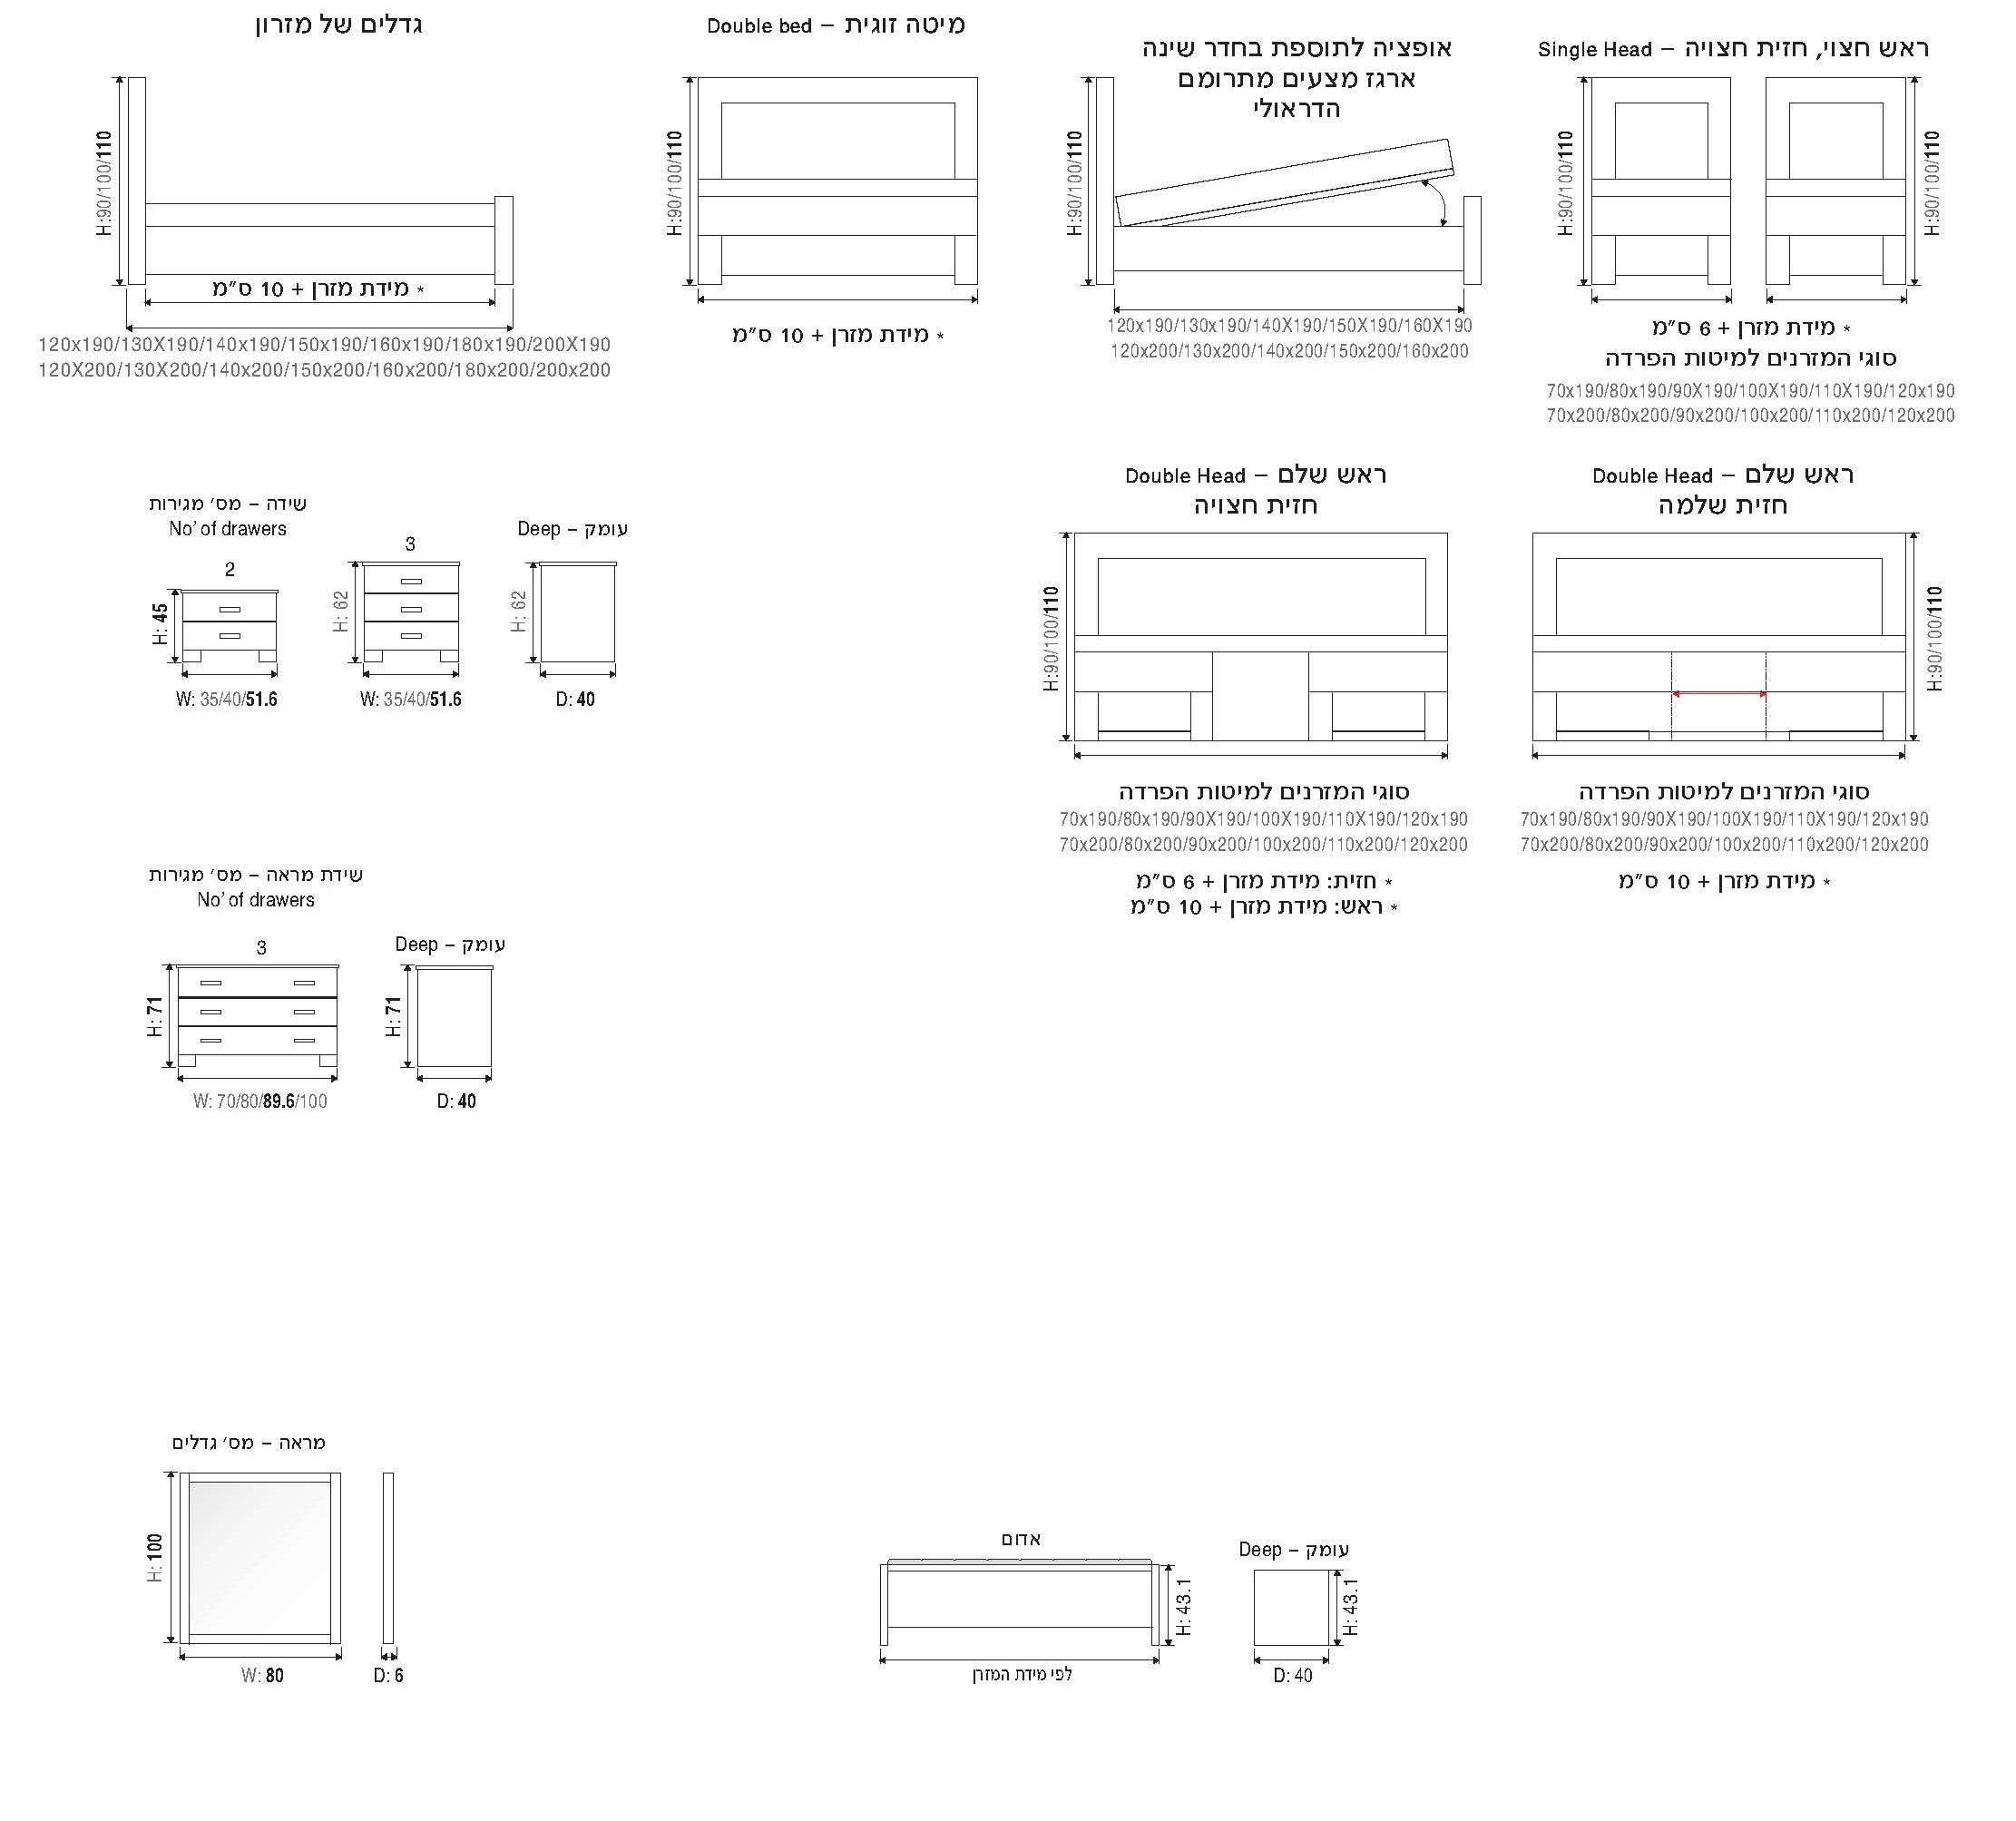 גדלים של מזרון
H:90/100/110
* מידת מזרן + 10 ס"מ
120x190/130X190/140x190/150x190/160x190/180x190/200X190
120X200/130X200/140x200/150x200/160x200/180x200/200x200
מיטה זוגית – Double bed
H:90/100/110
* מידת מזרן + 10 ס"מ
אופציה לתוספת בחדר שינה
ארגז מצעים מתרומם
הדראולי
H:90/100/110
120x190/130x190/140X190/150X190/160X190
120x200/130x200/140x200/150x200/160x200
ראש חצוי, חזית חצויה – Single Head
H:90/100/110
H:90/100/110
* מידת מזרן + 6 ס"מ
סוגי המזרנים למיטות הפרדה
70x190/80x190/90X190/100X190/110X190/120x190
70x200/80x200/90x200/100x200/110x200/120x200
שידה – מס' מגירות
No' of drawers
2
H: 45
W: 35/40/51.6
3
H: 62
W: 35/40/51.6
עומק – Deep
H: 62
D: 40
ראש שלם – Double Head
חזית חצויה
H:90/100/110
סוגי המזרנים למיטות הפרדה
70x190/80x190/90X190/100X190/110X190/120x190
70x200/80x200/90x200/100x200/110x200/120x200
* חזית: מידת מזרן + 6 ס"מ
* ראש: מידת מזרן + 10 ס"מ
ראש שלם – Double Head
חזית שלמה
H:90/100/110
סוגי המזרנים למיטות הפרדה
70x190/80x190/90X190/100X190/110X190/120x190
70x200/80x200/90x200/100x200/110x200/120x200
* מידת מזרן + 10 ס"מ
שידת מראה – מס' מגירות
No' of drawers
3
H: 71
W: 70/80/89.6/100
עומק – Deep
H: 71
D: 40
מראה – מס' גדלים
H: 100
W: 80
D: 6
אדום
H: 43.1
לפי מידת המזרן
עומק – Deep
H: 43.1
D: 40